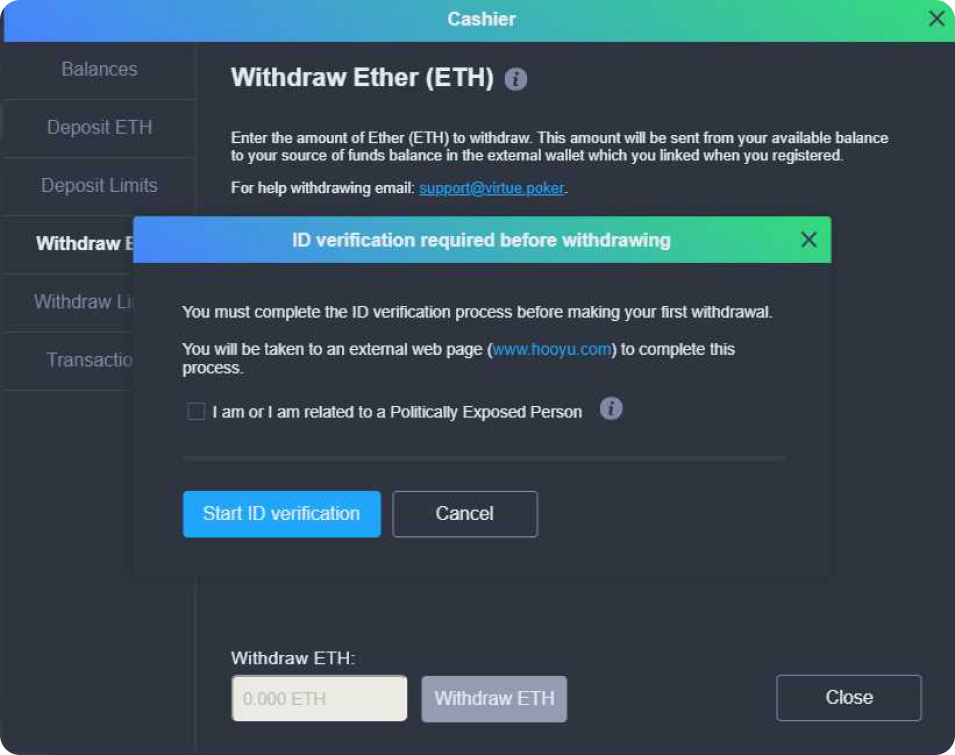 Cashier
Balances
Deposit ETH
Deposit Limits
Withdraw
Withdraw
Withdraw Ether (ETH) i
Enter the amount of Ether (ETH) to withdraw. This amount will be sent from your available balance
to your source of funds balance in the external wallet which you linked when you registered.
For help withdrawing email: support@virtue.poker.
ID verification required before withdrawing
You must complete the ID verification process before making your first withdrawal.
You will be taken to an external web page (www.hooyu.com) to complete this
process.
I am or I am related to a Politically Exposed Person i
Start ID verification
Cancel
Withdraw ETH:
0.000 ETH
Withdraw ETH
Close